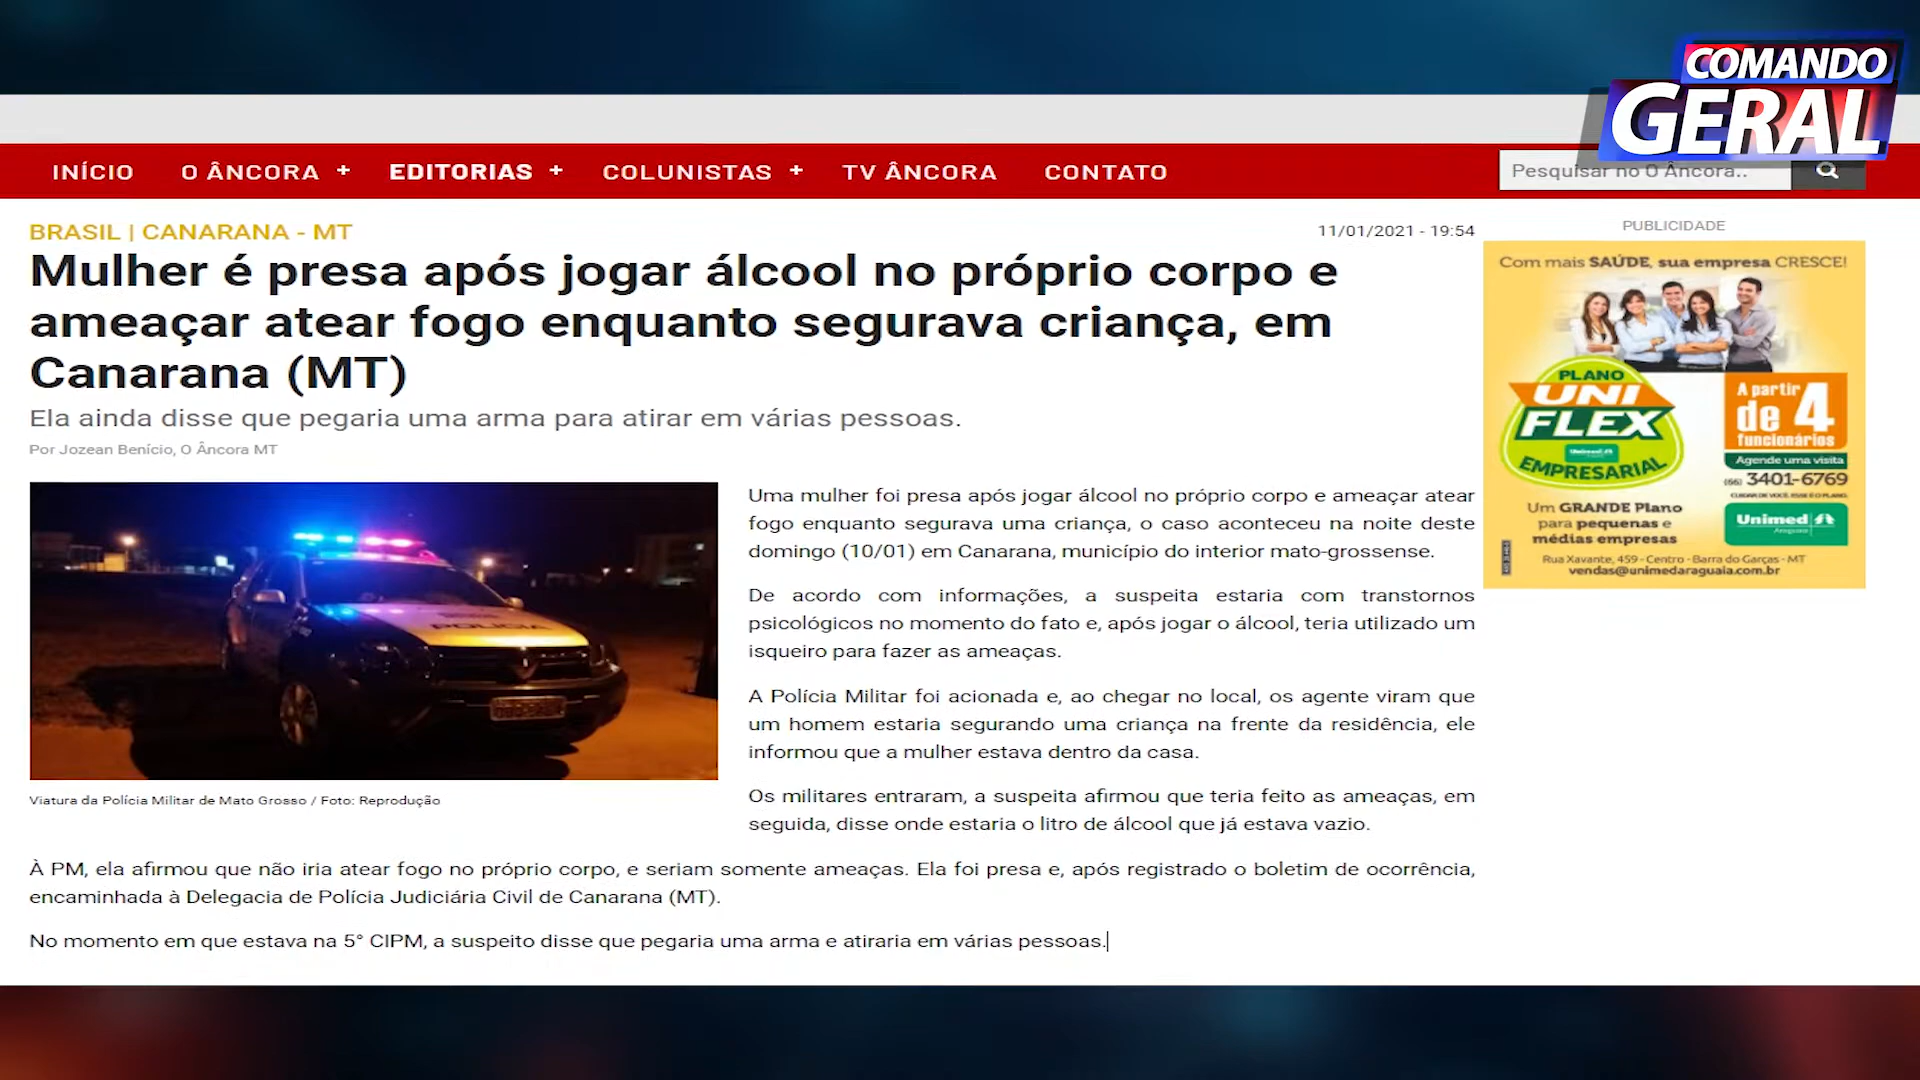 COMANDO
GERAL
INÍCIO O ÂNCORA + EDITORIAS + COLUNISTAS + TV ÂNCORA CONTATO
Pesquisar no O Âncora..
BRASIL | CANARANA - MT
11/01/2021 - 19:54
Mulher é presa após jogar álcool no próprio corpo e
ameaçar atear fogo enquanto segurava criança, em
Canarana (MT)
Ela ainda disse que pegaria uma arma para atirar em várias pessoas.
Por Jozean Benício, O Âncora MT
Uma mulher foi presa após jogar álcool no próprio corpo e ameaçar atear
fogo enquanto segurava uma criança, o caso aconteceu na noite deste
domingo (10/01) em Canarana, município do interior mato-grossense.
De acordo com informações, a suspeita estaria com transtornos
psicológicos no momento do fato e, após jogar o álcool, teria utilizado um
isqueiro para fazer as ameaças.
A Polícia Militar foi acionada e, ao chegar no local, os agente viram que
um homem estaria segurando uma criança na frente da residência, ele
informou que a mulher estava dentro da casa.
Os militares entraram, a suspeita afirmou que teria feito as ameaças, em
seguida, disse onde estaria o litro de álcool que já estava vazio.
POLÍCIA
Viatura da Polícia Militar de Mato Grosso / Foto: Reprodução
À PM, ela afirmou que não iria atear fogo no próprio corpo, e seriam somente ameaças. Ela foi presa e, após registrado o boletim de ocorrência,
encaminhada à Delegacia de Polícia Judiciária Civil de Canarana (MT).
No momento em que estava na 5° CIPM, a suspeito disse que pegaria uma arma e atiraria em várias pessoas.
PUBLICIDADE
Com mais SAÚDE, sua empresa CRESCE!
PLANO
UNI
FLEX
Unimed
EMPRESARIAL
A partir
de 4
funcionários
Agende uma visita
(66) 3401-6769
CUIDAR DE VOCÊ. ESSE É O PLANO.
Um GRANDE Plano
para pequenas e
médias empresas
Unimed
Araguaia
Rua Xavante, 459 - Centro - Barra do Garças - MT
vendas@unimedaraguaia.com.br